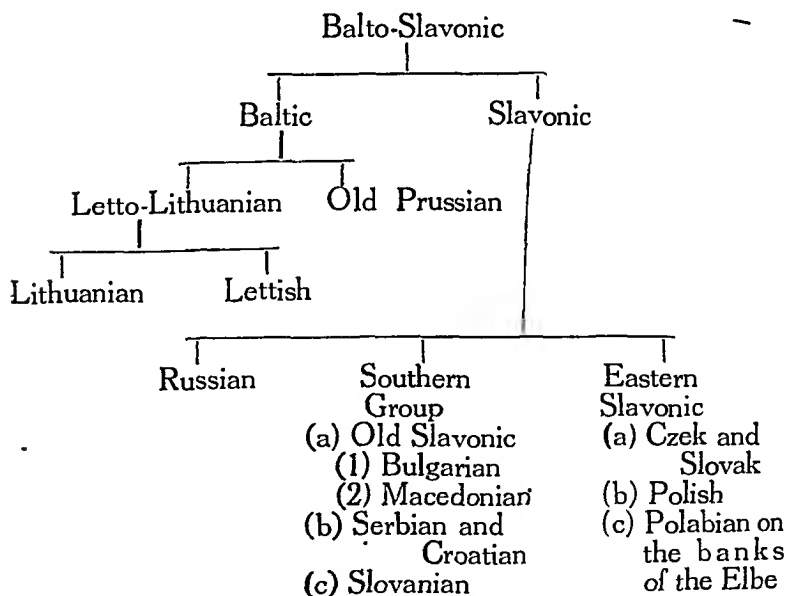 Balto-Slavonic
Baltic Slavonic
Letto-Lithuanian Old Prussian
Lithuanian Lettish
Russian
Southern
Group
(a) Old Slavonic
(1) Bulgarian
(2) Macedonian
(b) Serbian and
Croatian
(c) Slovanian
Eastern
Slavonic
(a) Czek and
Slovak
(b) Polish
(c) Polabian on
the banks
of the Elbe